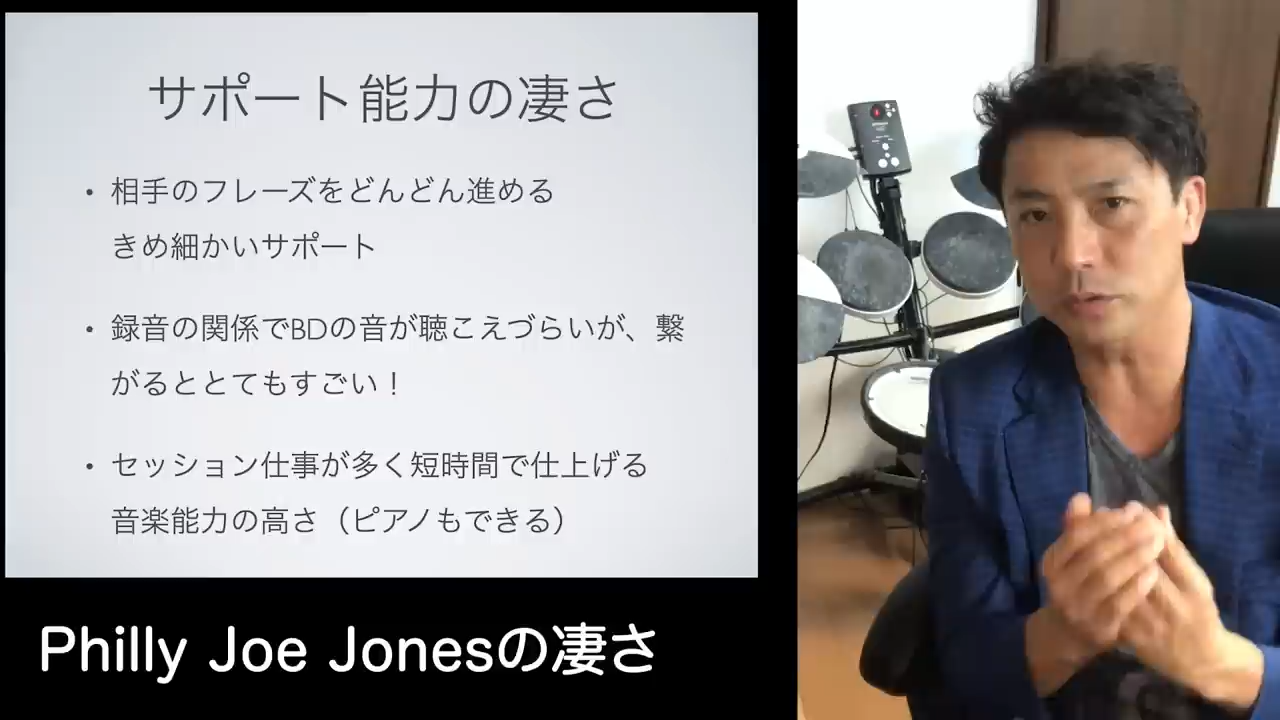 サポート能力の凄さ
• 相手のフレーズをどんどん進める
きめ細かいサポート
• 録音の関係でBDの音が聴こえづらいが、繋
がるととてもすごい！
• セッション仕事が多く短時間で仕上げる
音楽能力の高さ（ピアノもできる）
Philly Joe Jonesの凄さ